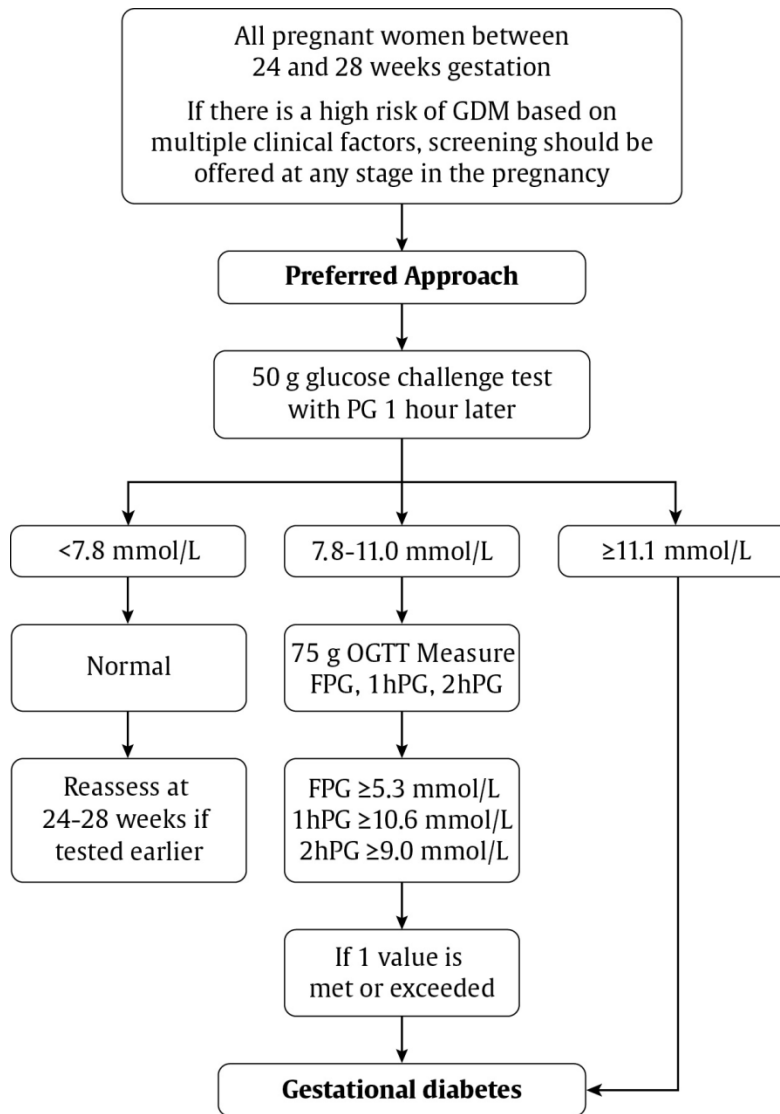 All pregnant women between
24 and 28 weeks gestation
If there is a high risk of GDM based on
multiple clinical factors, screening should be
offered at any stage in the pregnancy
Preferred Approach
50 g glucose challenge test
with PG 1 hour later
<7.8 mmol/L
7.8-11.0 mmol/L
≥11.1 mmol/L
Normal
75 g OGTT Measure
FPG, 1hPG, 2hPG
Reassess at
24-28 weeks if
tested earlier
FPG ≥5.3 mmol/L
1hPG ≥10.6 mmol/L
2hPG ≥9.0 mmol/L
If 1 value is
met or exceeded
Gestational diabetes